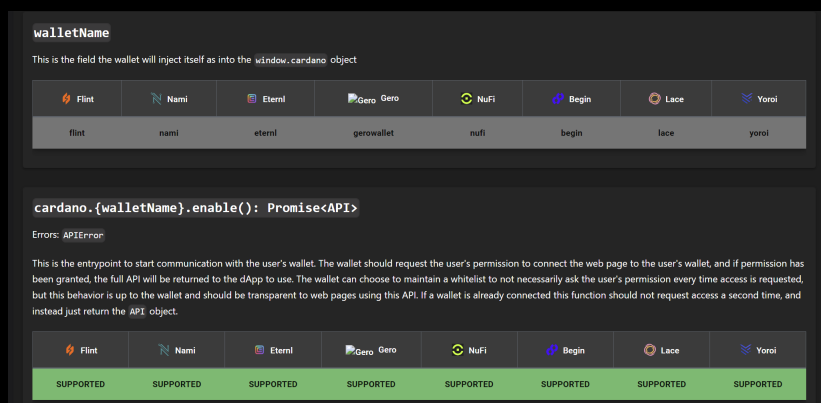 walletName
This is the field the wallet will inject itself as into the window.cardano object
Flint Nami Eternl Gero Gero NuFi Begin Lace Yoroi
flint nami eternl gerowallet nufi begin lace yoroi
cardano.{walletName}.enable(): Promise<API>
Errors: APIError
This is the entrypoint to start communication with the user's wallet. The wallet should request the user's permission to connect the web page to the user's wallet, and if permission has
been granted, the full API will be returned to the dApp to use. The wallet can choose to maintain a whitelist to not necessarily ask the user's permission every time access is requested,
but this behavior is up to the wallet and should be transparent to web pages using this API. If a wallet is already connected this function should not request access a second time, and
instead just return the API object.
Flint Nami Eternl Gero Gero NuFi Begin Lace Yoroi
SUPPORTED SUPPORTED SUPPORTED SUPPORTED SUPPORTED SUPPORTED SUPPORTED SUPPORTED